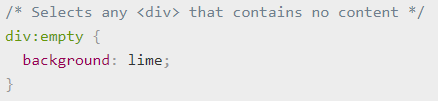 /* Selects any <div> that contains no content */
div:empty {
  background: lime;
}